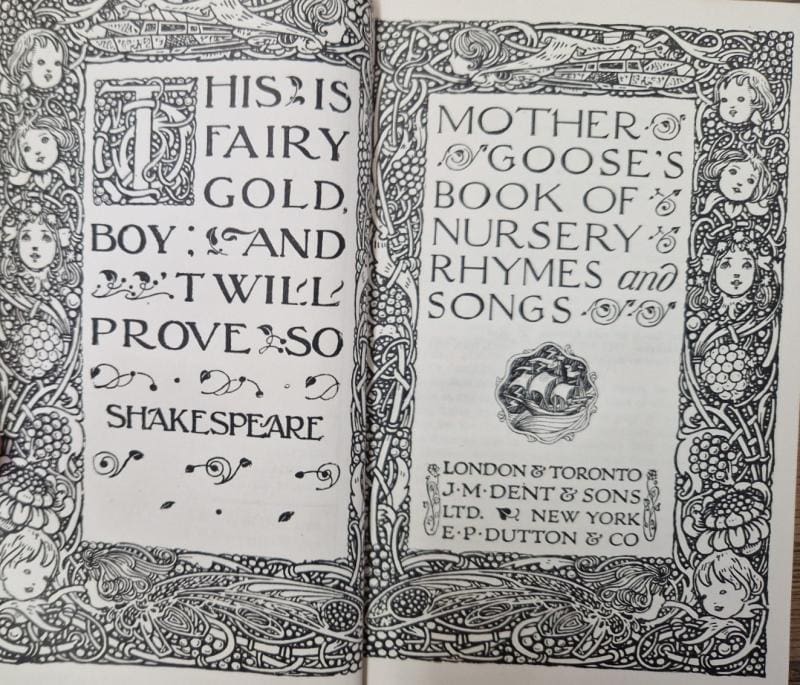 THIS IS
FAIRY
GOLD,
BOY; AND
'TWILL
PROVE SO
SHAKESPEARE
MOTHER
GOOSE'S
BOOK OF
NURSERY
RHYMES and
SONGS
LONDON & TORONTO
J·M·DENT & SONS
LTD. NEW YORK
E·P·DUTTON & CO